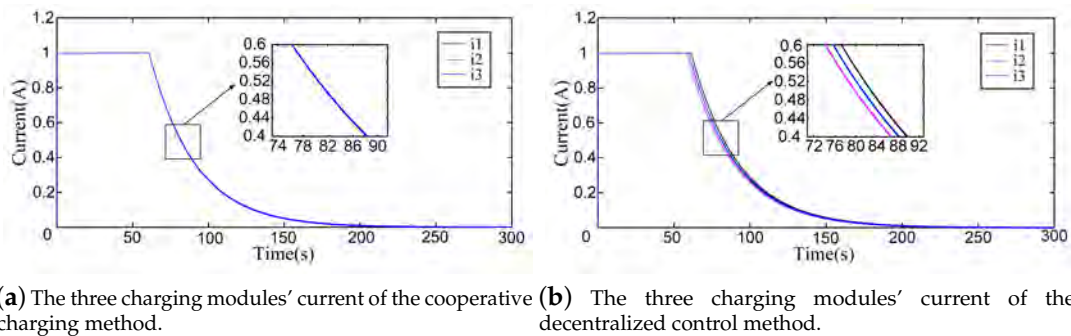 1.2
1
0.8
0.6
0.4
0.2
0
Current(A)
0.6
0.56
0.52
0.48
0.44
0.4
74 78 82 86 90
i1
i2
i3
50 100 150 200 250 300
Time(s)
1.2
1
0.8
0.6
0.4
0.2
0
Current(A)
0.6
0.56
0.52
0.48
0.44
0.4
72 76 80 84 88 92
i1
i2
i3
50 100 150 200 250 300
Time(s)
(a) The three charging modules’ current of the cooperative
charging method.
(b) The three charging modules’ current of the
decentralized control method.